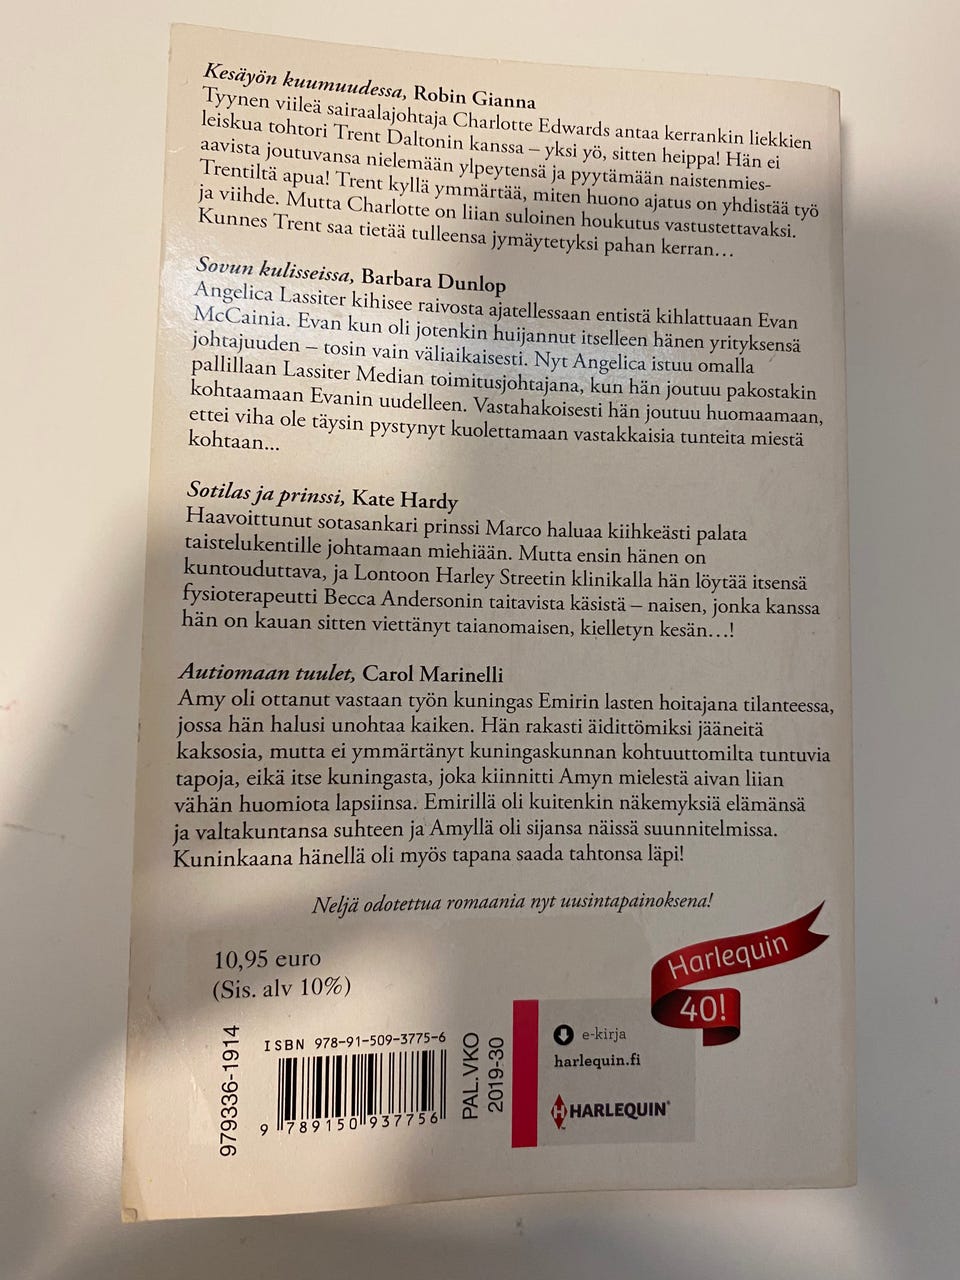 Kesäyön kuumuudessa, Robin Gianna
Tyynen viileä sairaalajohtaja Charlotte Edwards antaa kerrankin liekkien
leiskua tohtori Trent Daltonin kanssa – yksi yö, sitten heippa! Hän ei
aavista joutuvansa nielemään ylpeytensä ja pyytämään naistenmies-
Trentiltä apua! Trent kyllä ymmärtää, miten huono ajatus on yhdistää työ
ja viihde. Mutta Charlotte on liian suloinen houkutus vastustettavaksi.
Kunnes Trent saa tietää tulleensa jymäytetyksi pahan kerran...
Sovun kulisseissa, Barbara Dunlop
Angelica Lassiter kihisee raivosta ajatellessaan entistä kihlattuaan Evan
McCainia. Evan kun oli jotenkin huijannut itselleen hänen yrityksensä
johtajuuden – tosin vain väliaikaisesti. Nyt Angelica istuu omalla
pallillaan Lassiter Median toimitusjohtajana, kun hän joutuu pakostakin
kohtaamaan Evanin uudelleen. Vastahakoisesti hän joutuu huomaamaan,
ettei viha ole täysin pystynyt kuolettamaan vastakkaisia tunteita miestä
kohtaan...
Sotilas ja prinssi, Kate Hardy
Haavoittunut sotasankari prinssi Marco haluaa kiihkeästi palata
taistelukentille johtamaan miehiään. Mutta ensin hänen on
kuntouduttava, ja Lontoon Harley Streetin klinikalla hän löytää itsensä
fysioterapeutti Becca Andersonin taitavista käsistä – naisen, jonka kanssa
hän on kauan sitten viettänyt taianomaisen, kielletyn kesän...!
Autiomaan tuulet, Carol Marinelli
Amy oli ottanut vastaan työn kuningas Emirin lasten hoitajana tilanteessa,
jossa hän halusi unohtaa kaiken. Hän rakasti äidittömiksi jääneitä
kaksosia, mutta ei ymmärtänyt kuningaskunnan kohtuuttomilta tuntuvia
tapoja, eikä itse kuningasta, joka kiinnitti Amyn mielestä aivan liian
vähän huomiota lapsiinsa. Emirillä oli kuitenkin näkemyksiä elämänsä
ja valtakuntansa suhteen ja Amyllä oli sijansa näissä suunnitelmissa.
Kuninkaana hänellä oli myös tapana saada tahtonsa läpi!
Neljä odotettua romaania nyt uusintapainoksena!
10,95 euro
(Sis. alv 10%)
Harlequin
40!
979336-1914
ISBN 978-91-509-3775-6
9 789150 937756
PAL.VKO
2019-30
e-kirja
harlequin.fi
HARLEQUIN